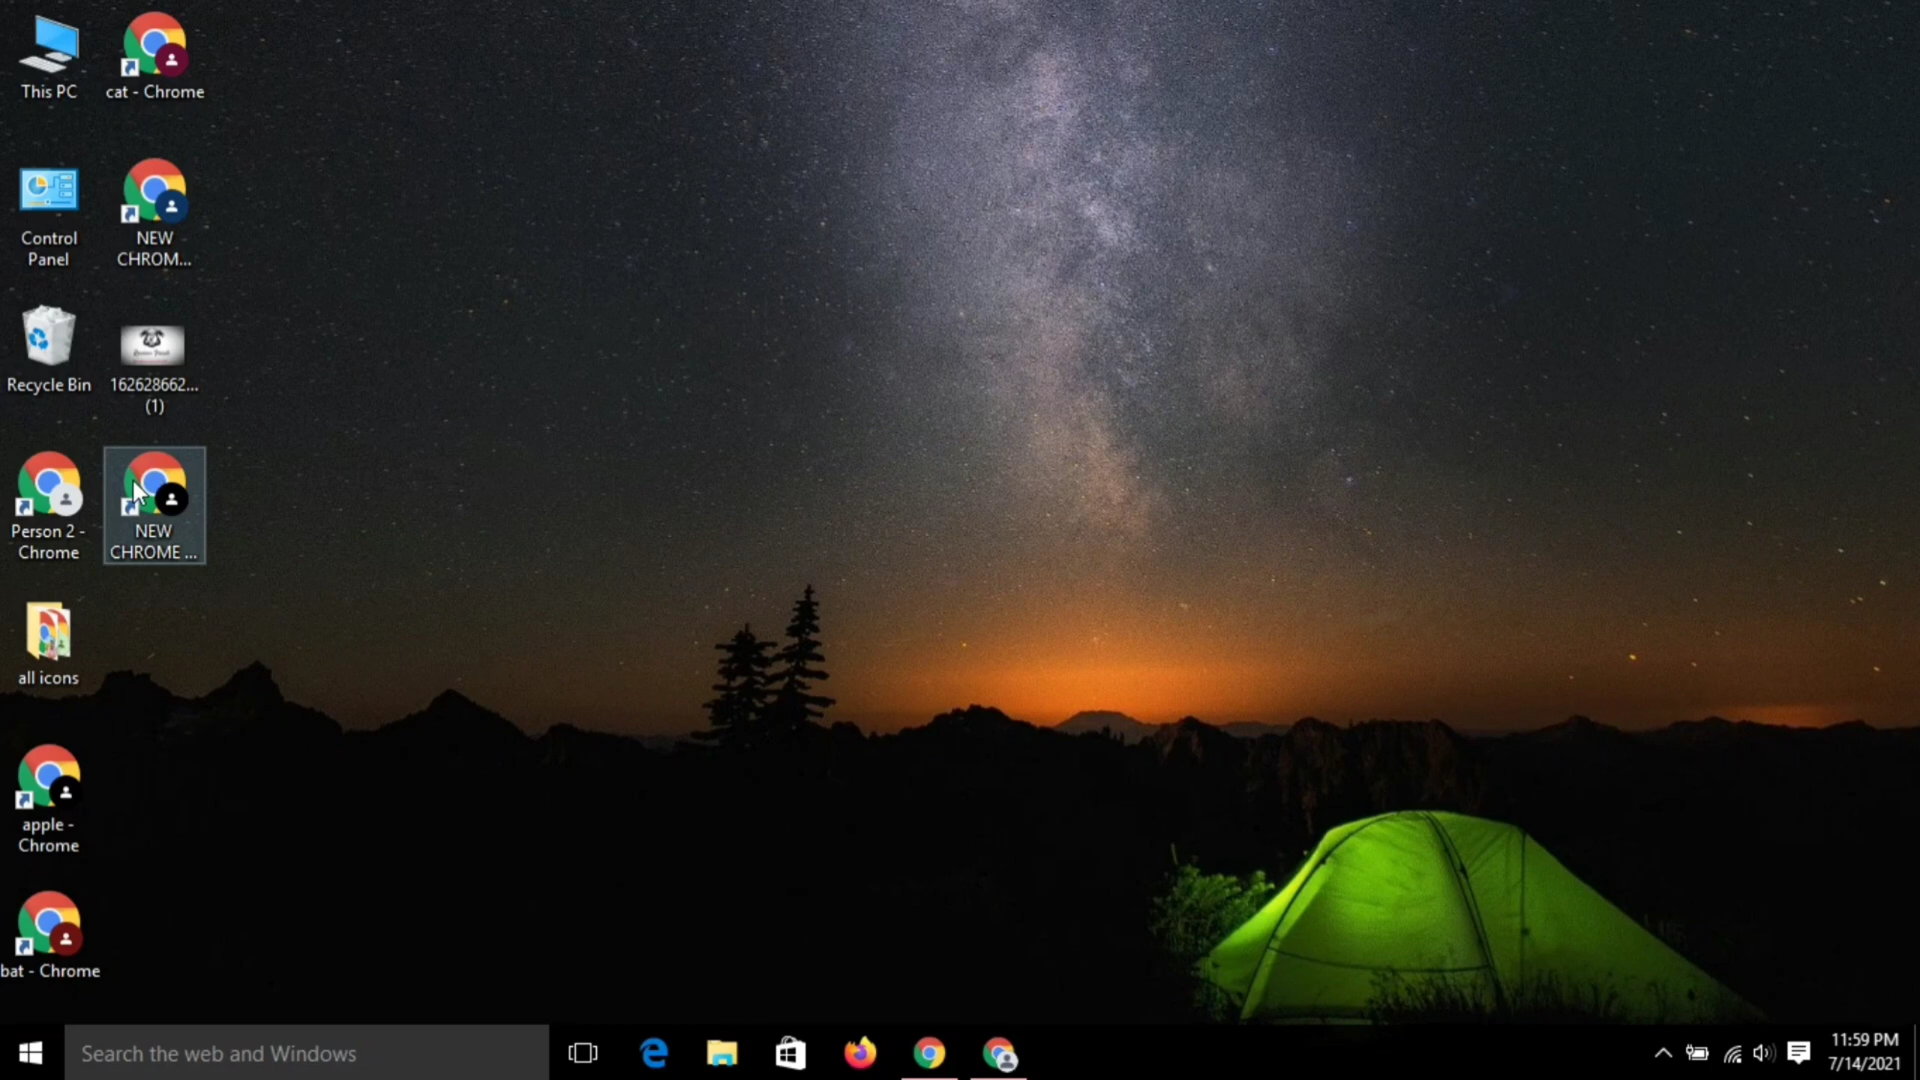 This PC
cat - Chrome
Control
Panel
NEW
CHROM...
Recycle Bin
162628662...
(1)
Person 2 -
Chrome
NEW
CHROME ...
all icons
apple -
Chrome
bat - Chrome
Search the web and Windows
11:59 PM
7/14/2021